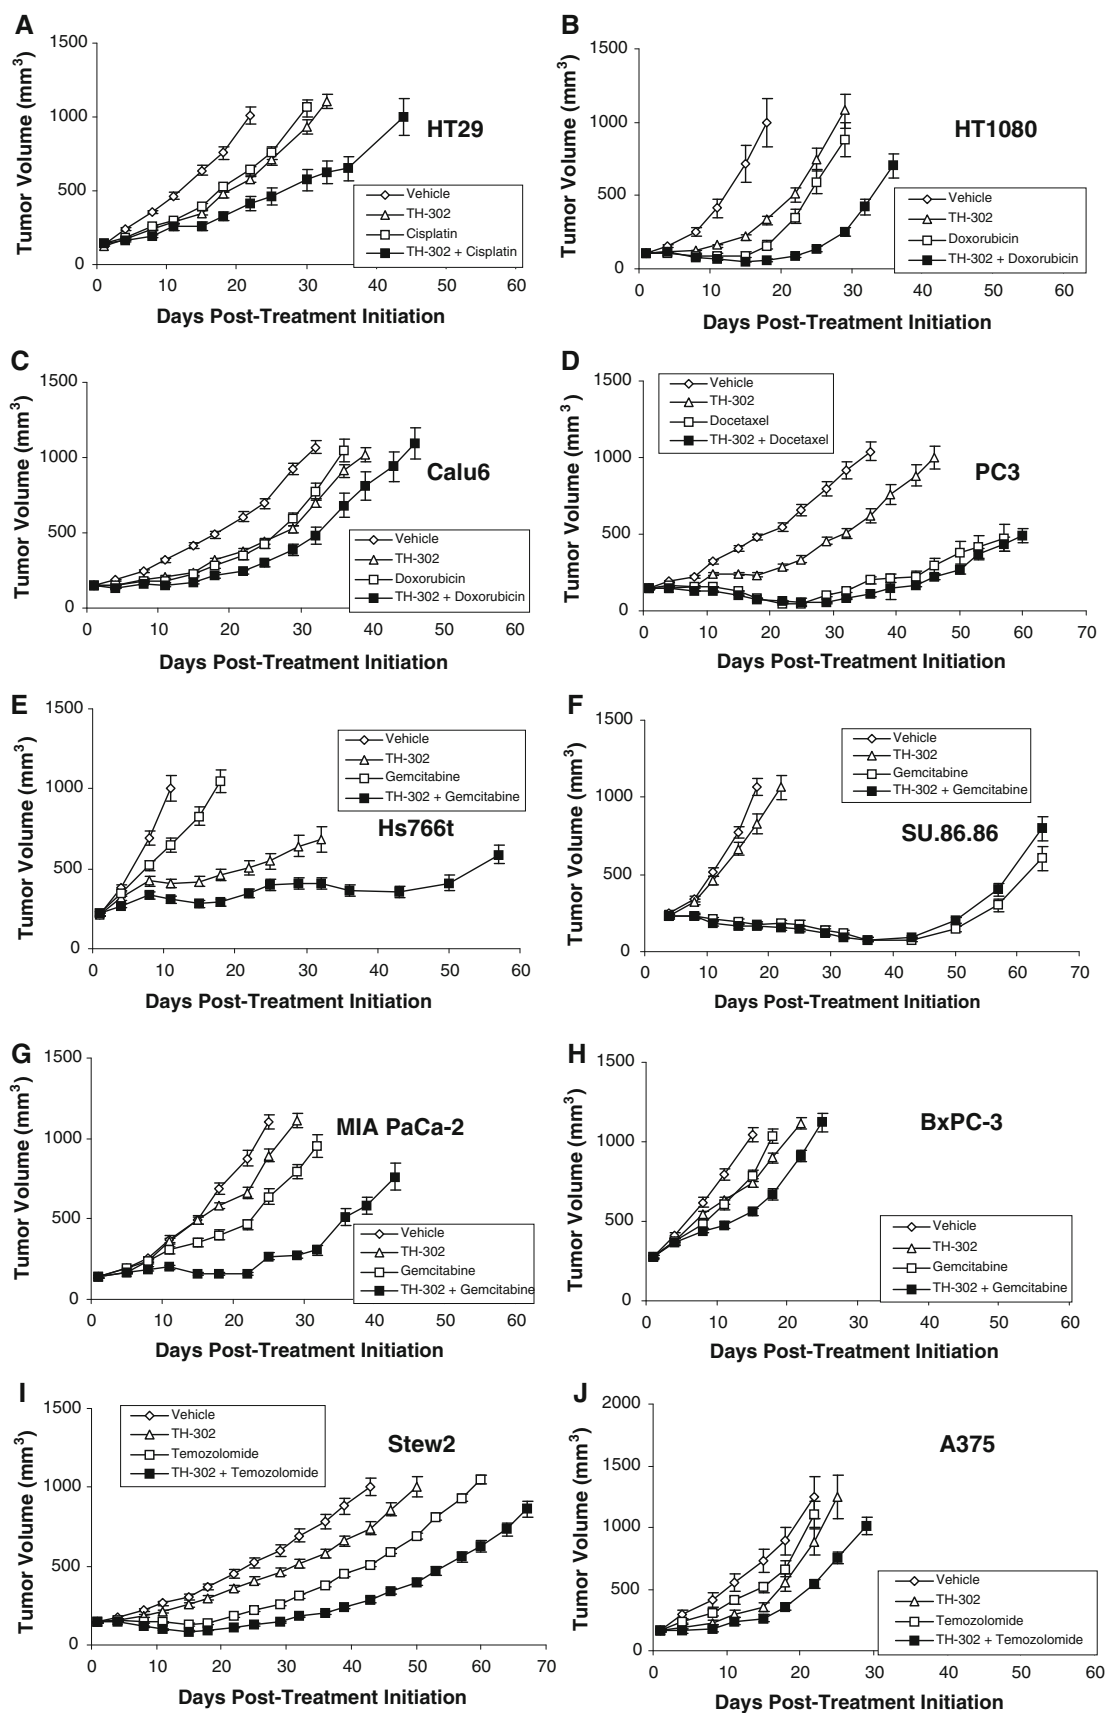 A
Tumor Volume (mm3)
1500
1000
500
0
0 10 20 30 40 50 60
Days Post-Treatment Initiation
HT29
Vehicle
TH-302
Cisplatin
TH-302 + Cisplatin
B
Tumor Volume (mm3)
1500
1000
500
0
0 10 20 30 40 50 60
Days Post-Treatment Initiation
HT1080
Vehicle
TH-302
Doxorubicin
TH-302 + Doxorubicin
C
Tumor Volume (mm3)
1500
1000
500
0
0 10 20 30 40 50 60
Days Post-Treatment Initiation
Calu6
Vehicle
TH-302
Doxorubicin
TH-302 + Doxorubicin
D
Tumor Volume (mm3)
1500
1000
500
0
0 10 20 30 40 50 60 70
Days Post-Treatment Initiation
Vehicle
TH-302
Docetaxel
TH-302 + Docetaxel
PC3
E
Tumor Volume (mm3)
1500
1000
500
0
0 10 20 30 40 50 60
Days Post-Treatment Initiation
Vehicle
TH-302
Gemcitabine
TH-302 + Gemcitabine
Hs766t
F
Tumor Volume (mm3)
1500
1000
500
0
0 10 20 30 40 50 60 70
Days Post-Treatment Initiation
Vehicle
TH-302
Gemcitabine
TH-302 + Gemcitabine
SU.86.86
G
Tumor Volume (mm3)
1500
1000
500
0
0 10 20 30 40 50 60
Days Post-Treatment Initiation
MIA PaCa-2
Vehicle
TH-302
Gemcitabine
TH-302 + Gemcitabine
H
Tumor Volume (mm3)
1500
1000
500
0
0 10 20 30 40 50 60
Days Post-Treatment Initiation
BxPC-3
Vehicle
TH-302
Gemcitabine
TH-302 + Gemcitabine
I
Tumor Volume (mm3)
1500
1000
500
0
0 10 20 30 40 50 60 70
Days Post-Treatment Initiation
Vehicle
TH-302
Temozolomide
TH-302 + Temozolomide
Stew2
J
Tumor Volume (mm3)
2000
1500
1000
500
0
0 10 20 30 40 50 60
Days Post-Treatment Initiation
A375
Vehicle
TH-302
Temozolomide
TH-302 + Temozolomide